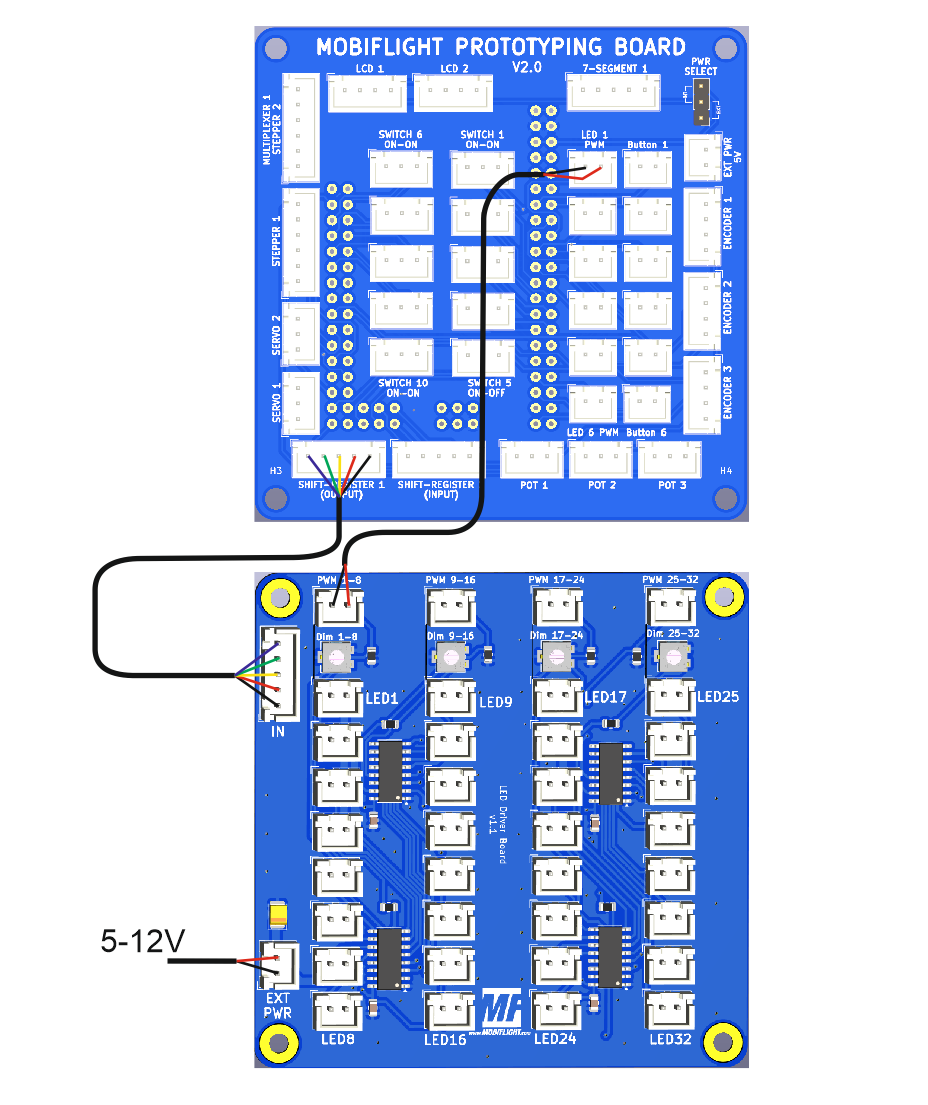 MOBIFLIGHT PROTOTYPING BOARD
V2.0
PWR
SELECT
LCD 1
LCD 2
7-SEGMENT 1
MULTIPLEXER 1
STEPPER 2
SWITCH 6
ON-ON
SWITCH 1
ON-ON
LED 1
PWM
Button 1
EXT PWR
5V
STEPPER 1
ENCODER 1
SERVO 2
ENCODER 2
SERVO 1
ENCODER 3
SWITCH 10
ON-ON
SWITCH 5
ON-OFF
LED 6 PWM
Button 6
H3
SHIFT-REGISTER 1
(OUTPUT)
SHIFT-REGISTER
(INPUT)
POT 1
POT 2
POT 3
H4
PWM 1-8
PWM 9-16
PWM 17-24
PWM 25-32
Dim 1-8
Dim 9-16
Dim 17-24
Dim 25-32
LED1
LED9
LED17
LED25
IN
LED Driver Board
v1.1
5-12V
EXT
PWR
MF
www.MOBIFLIGHT.com
LED8
LED16
LED24
LED32